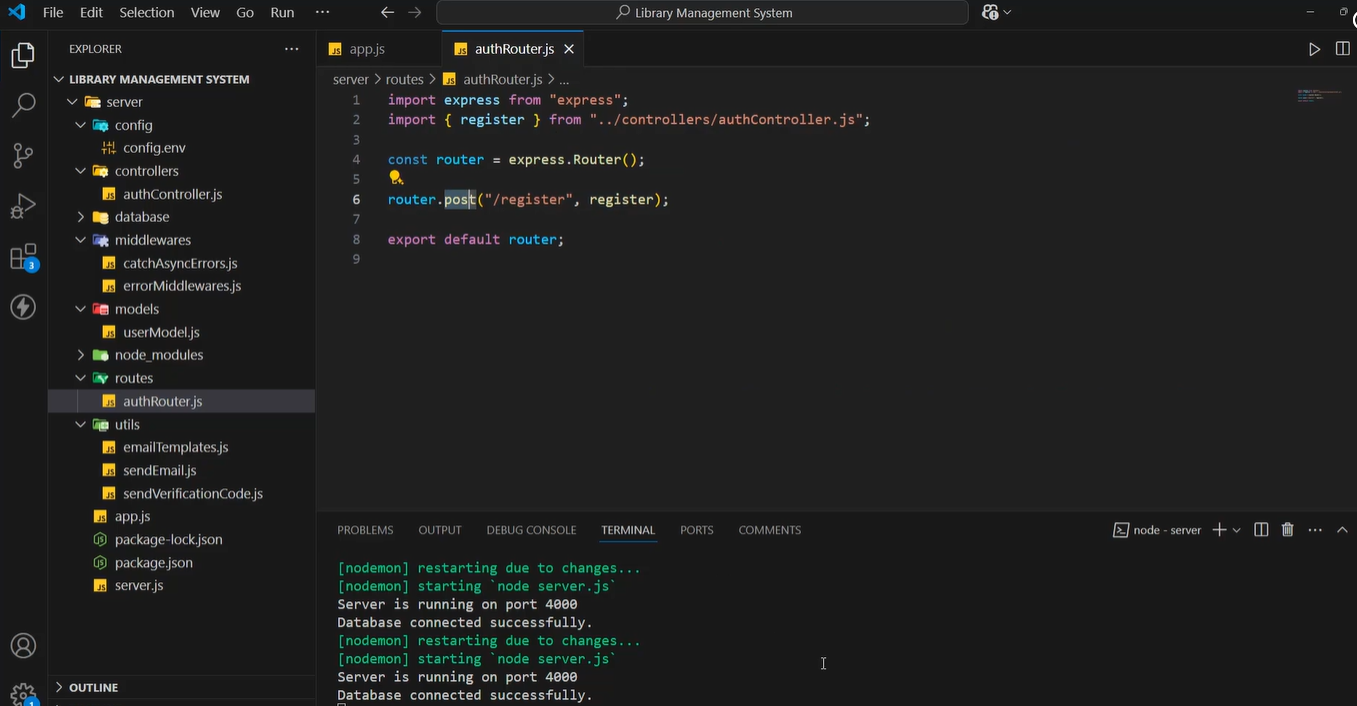 File Edit Selection View Go Run ···
Library Management System
EXPLORER ···
LIBRARY MANAGEMENT SYSTEM
server
config
config.env
controllers
authController.js
database
middlewares
catchAsyncErrors.js
errorMiddlewares.js
models
userModel.js
node_modules
routes
authRouter.js
utils
emailTemplates.js
sendEmail.js
sendVerificationCode.js
app.js
package-lock.json
package.json
server.js
OUTLINE
3
1
JS app.js
JS authRouter.js
server > routes > JS authRouter.js > ...
1 import express from "express";
2 import { register } from "../controllers/authController.js";
3
4 const router = express.Router();
5
6 router.post("/register", register);
7
8 export default router;
9
PROBLEMS OUTPUT DEBUG CONSOLE TERMINAL PORTS COMMENTS
node - server
[nodemon] restarting due to changes...
[nodemon] starting `node server.js`
Server is running on port 4000
Database connected successfully.
[nodemon] restarting due to changes...
[nodemon] starting `node server.js`
Server is running on port 4000
Database connected successfully.